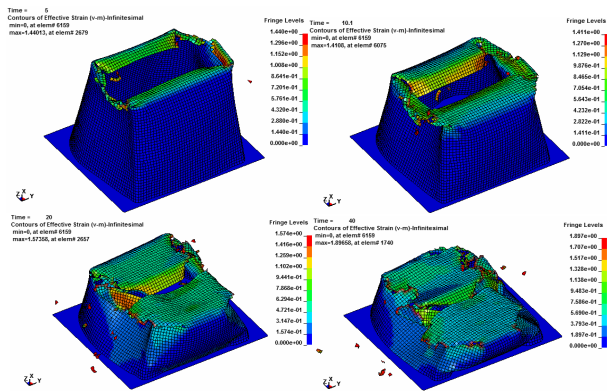 Time = 5
Contours of Effective Strain (v-m)-Infinitesimal
min=0, at elem# 6159
max=1.44013, at elem# 2679
Fringe Levels
1.440e+00
1.296e+00
1.152e+00
1.008e+00
8.641e-01
7.201e-01
5.761e-01
4.320e-01
2.880e-01
1.440e-01
0.000e+00
Z X Y
Time = 10.1
Contours of Effective Strain (v-m)-Infinitesimal
min=0, at elem# 6159
max=1.4108, at elem# 6075
Fringe Levels
1.411e+00
1.270e+00
1.129e+00
9.876e-01
8.465e-01
7.054e-01
5.643e-01
4.232e-01
2.822e-01
1.411e-01
0.000e+00
Z X Y
Time = 20
Contours of Effective Strain (v-m)-Infinitesimal
min=0, at elem# 6159
max=1.57358, at elem# 2657
Fringe Levels
1.574e+00
1.416e+00
1.259e+00
1.102e+00
9.441e-01
7.868e-01
6.294e-01
4.721e-01
3.147e-01
1.574e-01
0.000e+00
Z X Y
Time = 40
Contours of Effective Strain (v-m)-Infinitesimal
min=0, at elem# 6159
max=1.89658, at elem# 1740
Fringe Levels
1.897e+00
1.707e+00
1.517e+00
1.328e+00
1.138e+00
9.483e-01
7.586e-01
5.690e-01
3.793e-01
1.897e-01
0.000e+00
Z X Y